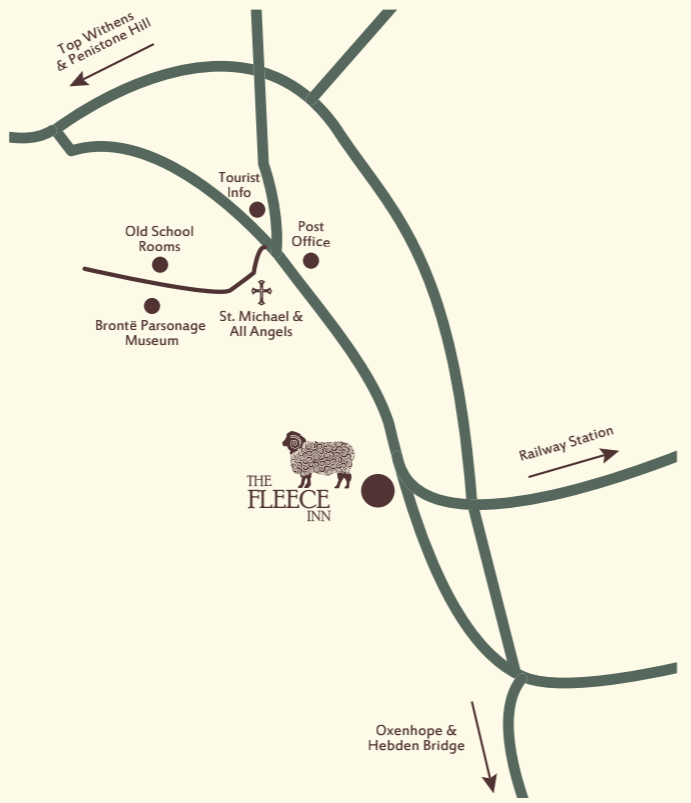 Top Withens
& Penistone Hill
Tourist
Info
Post
Office
Old School
Rooms
Brontë Parsonage
Museum
St. Michael &
All Angels
THE
FLEECE
INN
Railway Station
Oxenhope &
Hebden Bridge